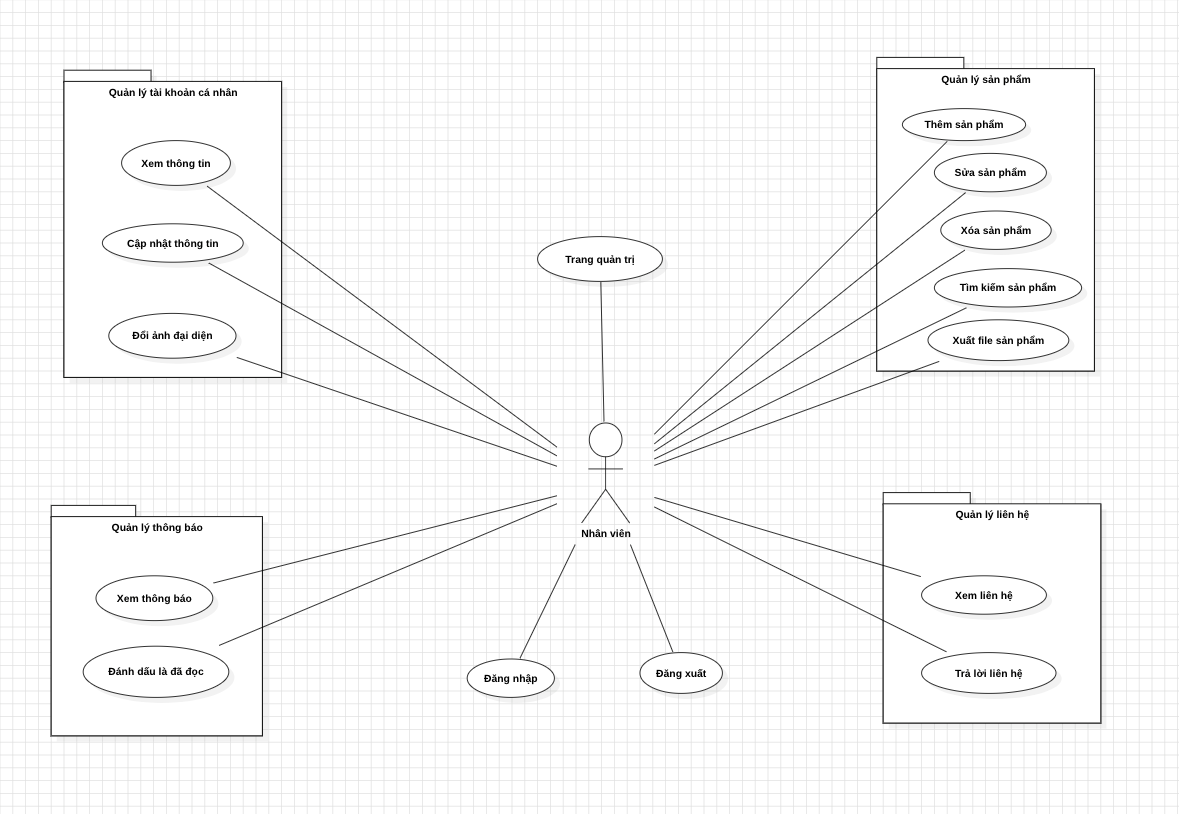 Quản lý tài khoản cá nhân
Xem thông tin
Cập nhật thông tin
Đổi ảnh đại diện
Quản lý sản phẩm
Thêm sản phẩm
Sửa sản phẩm
Xóa sản phẩm
Tìm kiếm sản phẩm
Xuất file sản phẩm
Trang quản trị
Nhân viên
Quản lý thông báo
Xem thông báo
Đánh dấu là đã đọc
Đăng nhập
Đăng xuất
Quản lý liên hệ
Xem liên hệ
Trả lời liên hệ